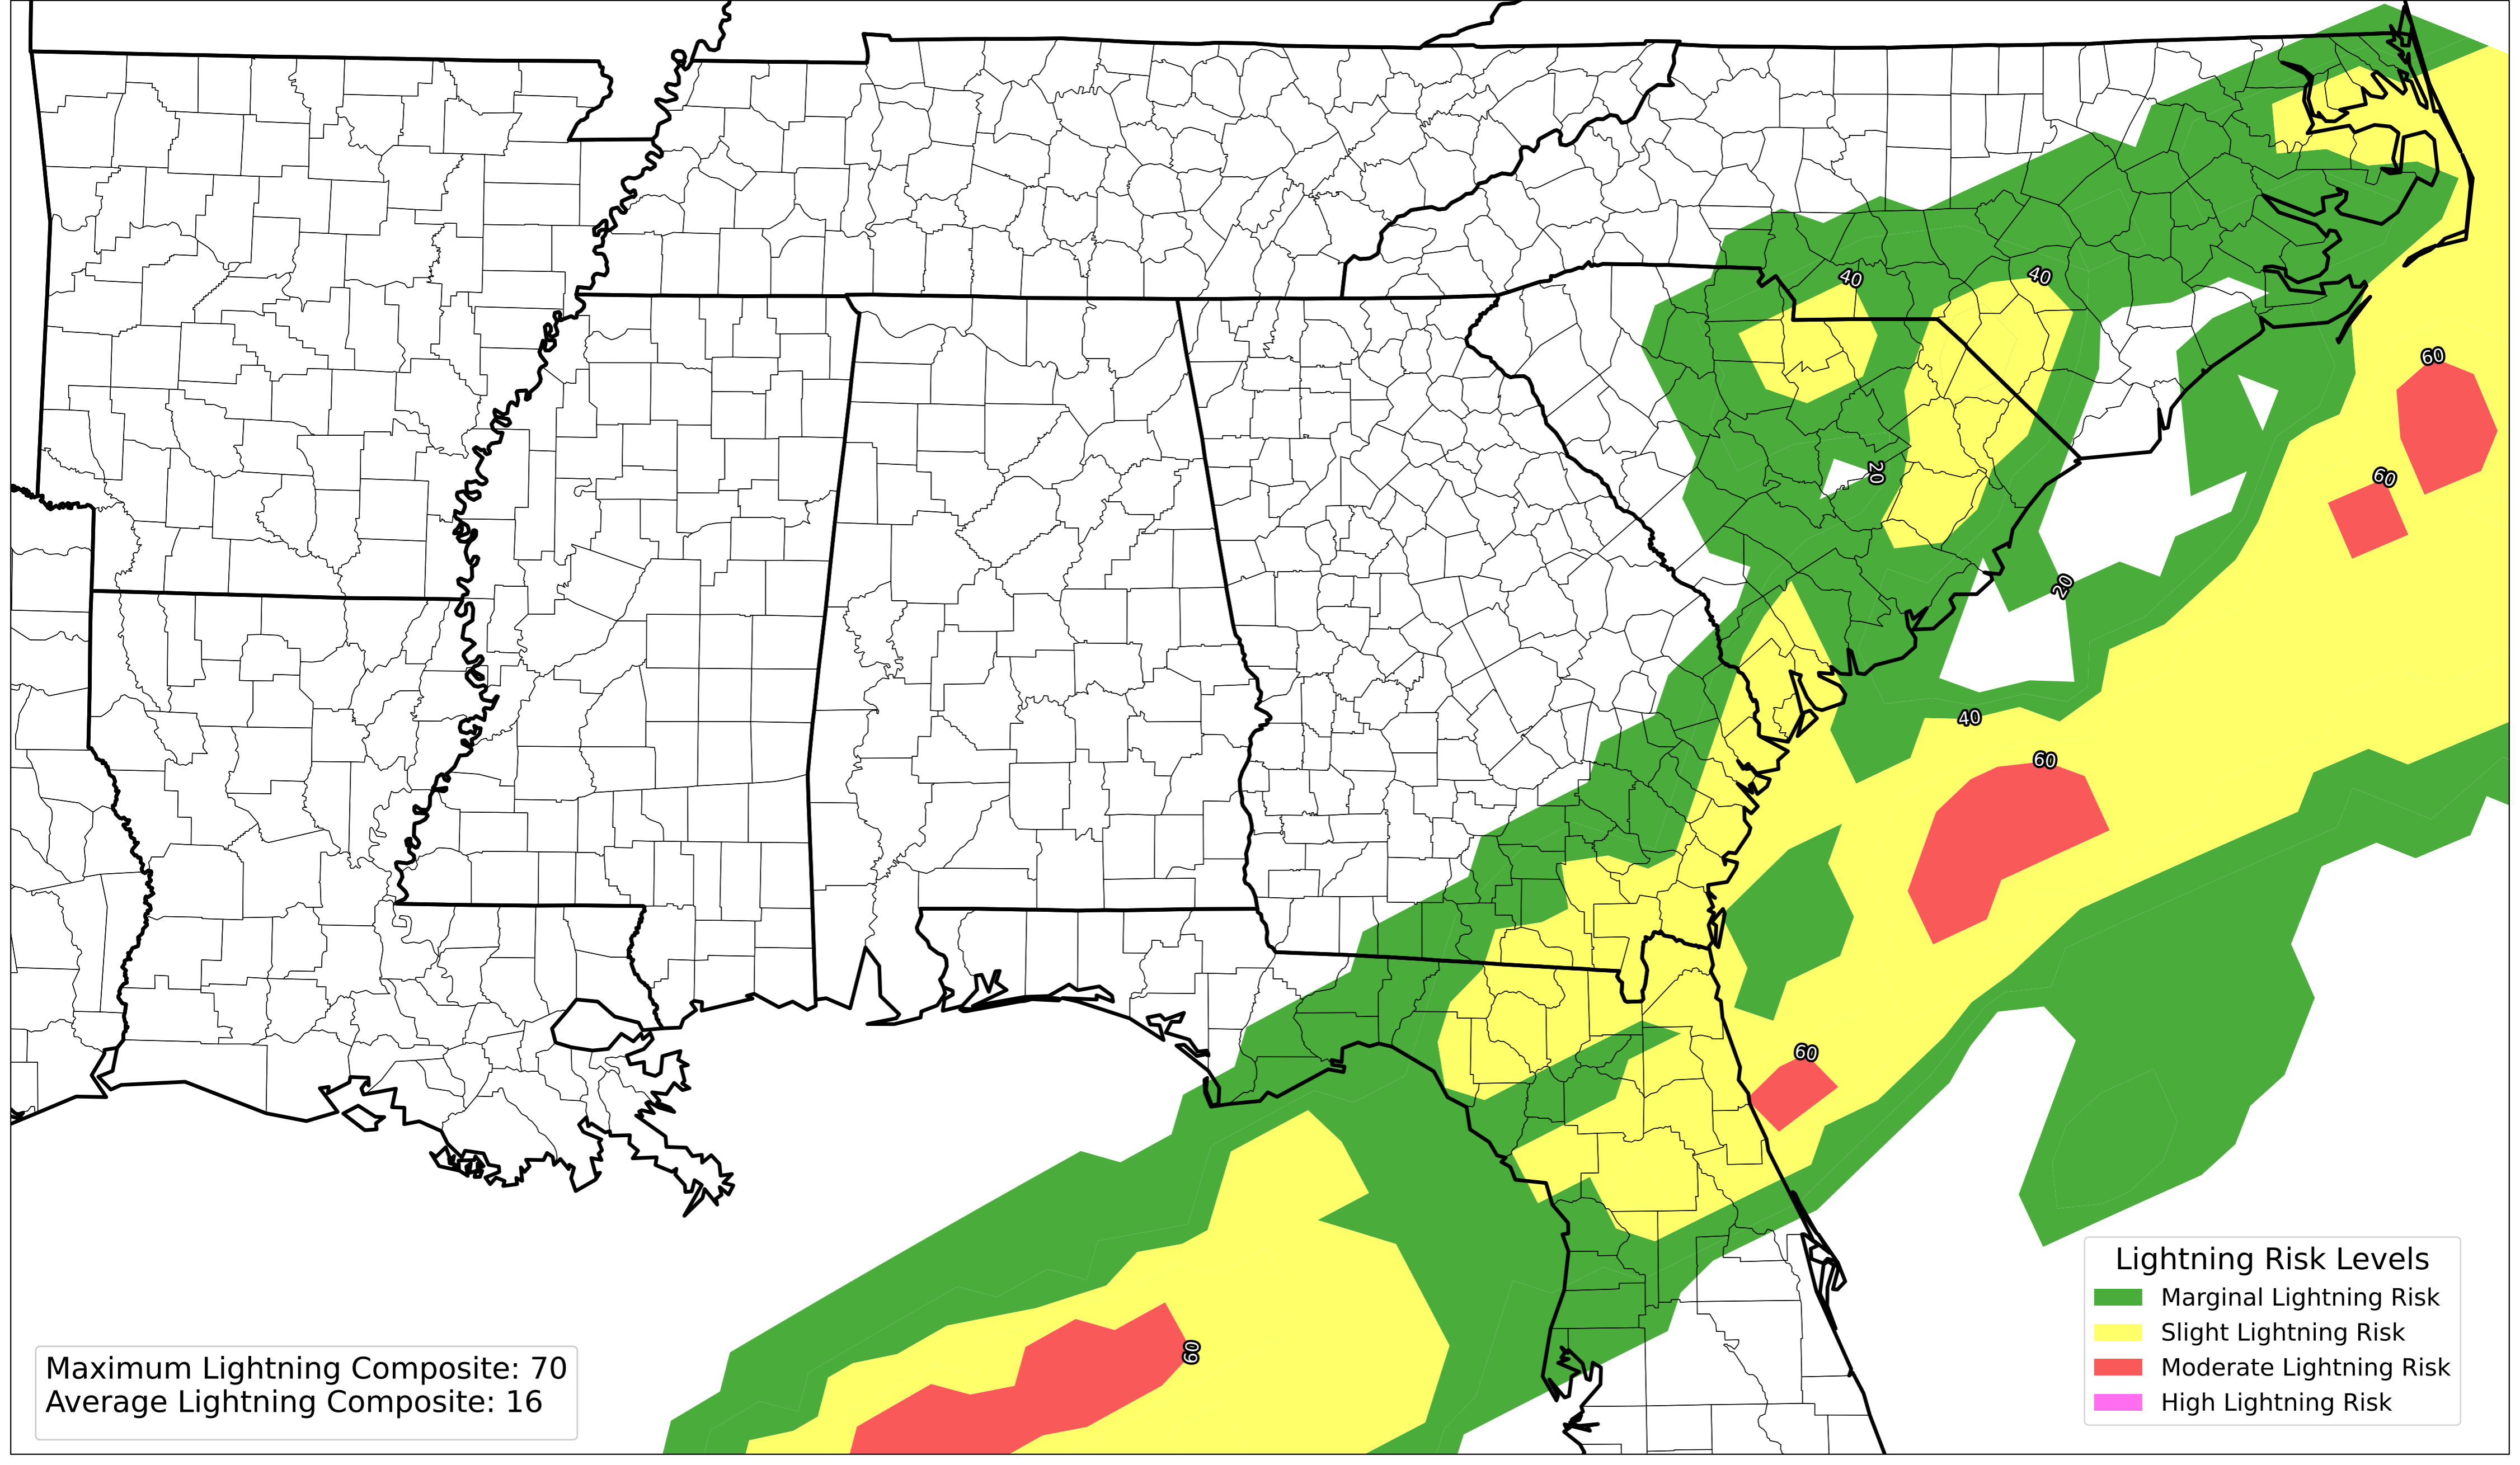 40
40
60
20
60
20
40
60
60
60
Lightning Risk Levels
Marginal Lightning Risk
Slight Lightning Risk
Moderate Lightning Risk
High Lightning Risk
Maximum Lightning Composite: 70
Average Lightning Composite: 16